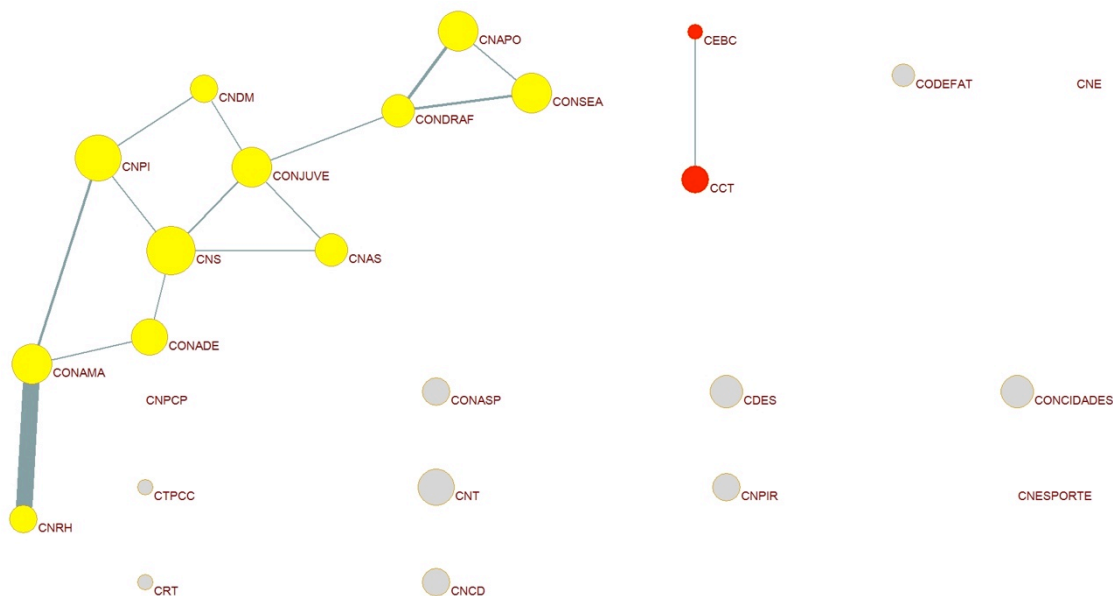 CNAPO
CEBC
CODEFAT
CNE
CNDM
CONSEA
CONDRAF
CNPI
CONJUVE
CCT
CNS
CNAS
CONADE
CONAMA
CNPCP
CONASP
CDES
CONCIDADES
CTPCC
CNT
CNPIR
CNESPORTE
CNRH
CRT
CNCD